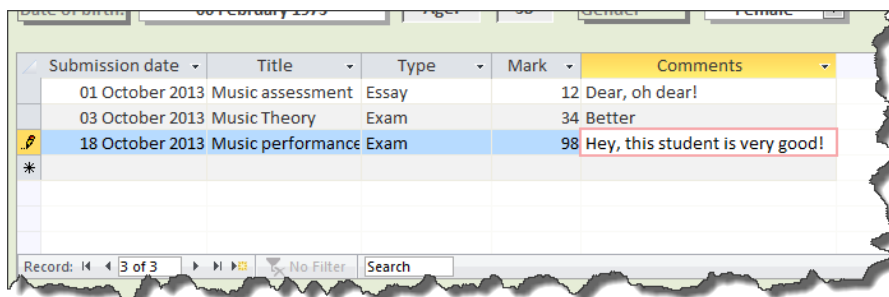 Submission date Title Type Mark Comments
01 October 2013 Music assessment Essay 12 Dear, oh dear!
03 October 2013 Music Theory Exam 34 Better
18 October 2013 Music performance Exam 98 Hey, this student is very good!
Record: 3 of 3 No Filter Search